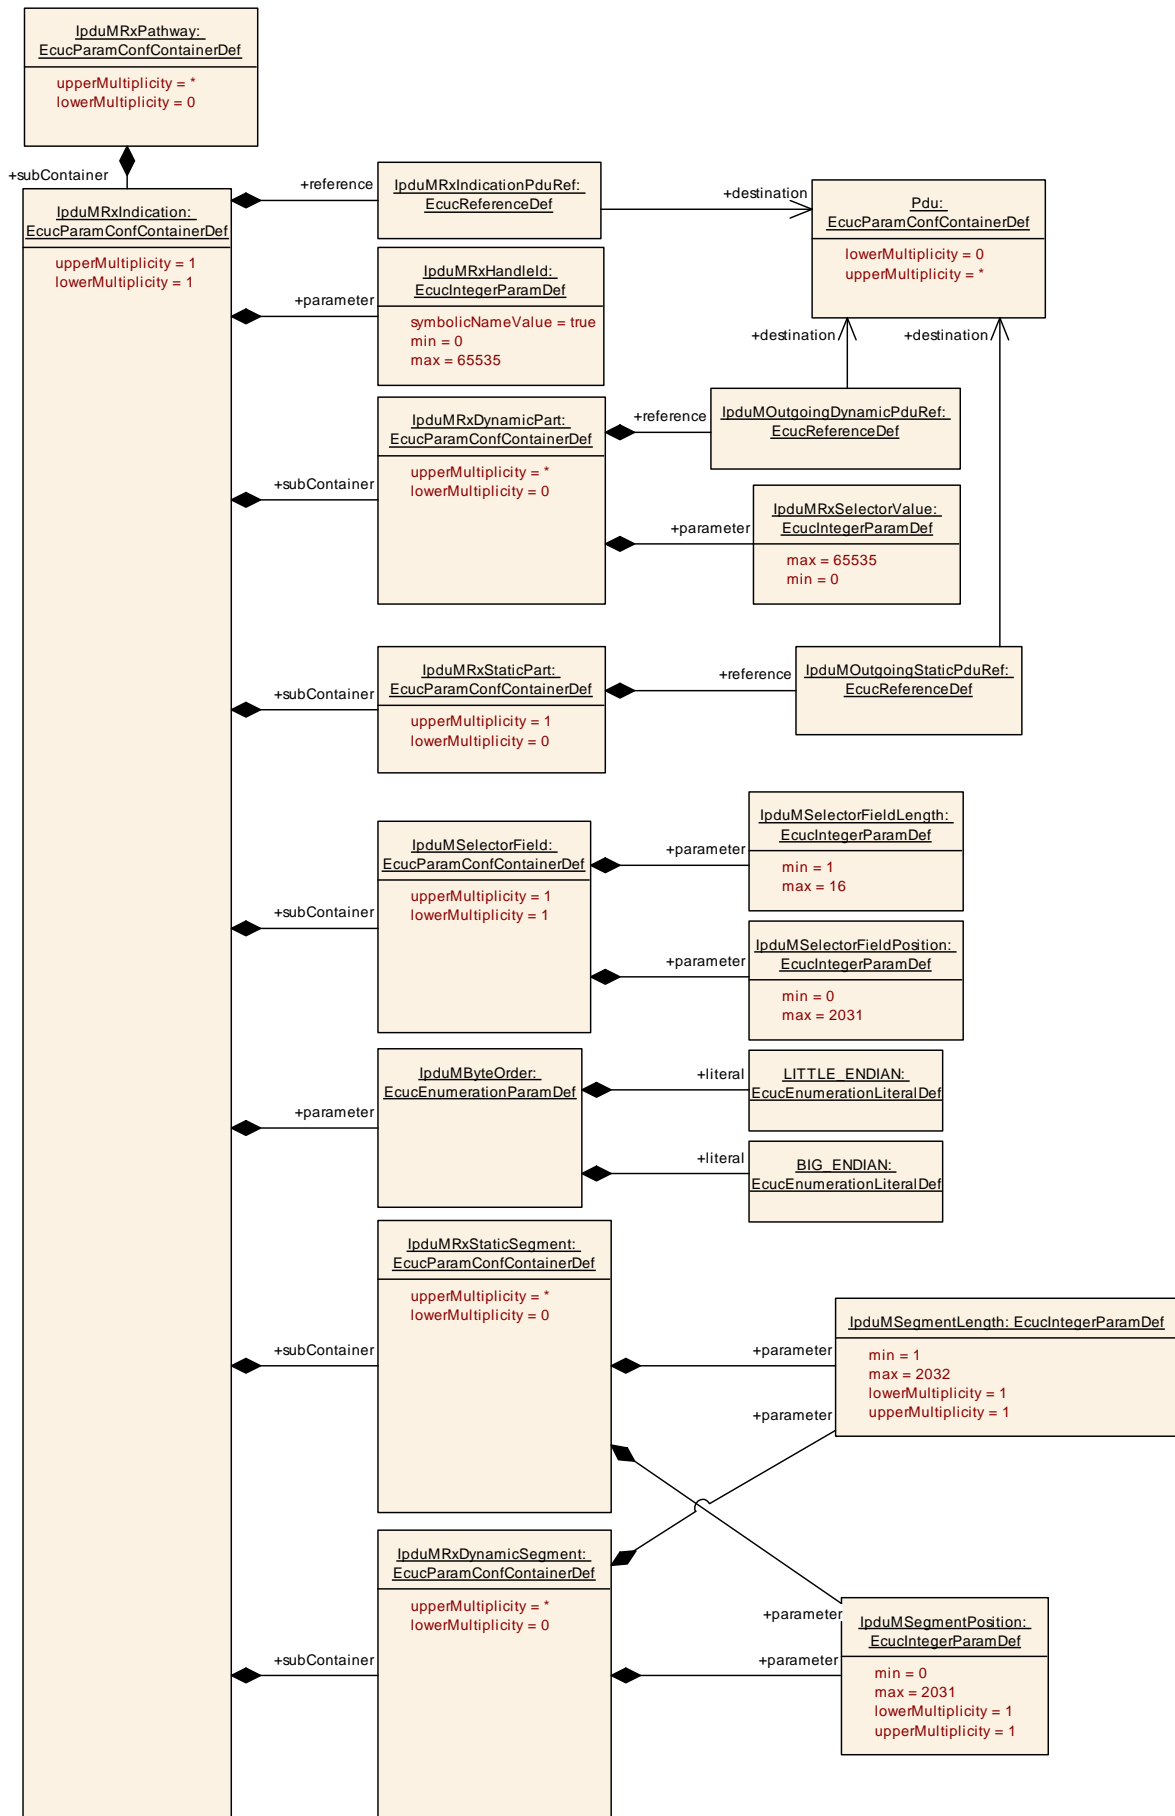 IpduMRxPathway:
EcucParamConfContainerDef
upperMultiplicity = *
lowerMultiplicity = 0
+subContainer
IpduMRxIndication:
EcucParamConfContainerDef
upperMultiplicity = 1
lowerMultiplicity = 1
+reference
IpduMRxIndicationPduRef:
EcucReferenceDef
+destination
Pdu:
EcucParamConfContainerDef
lowerMultiplicity = 0
upperMultiplicity = *
+parameter
IpduMRxHandleId:
EcucIntegerParamDef
symbolicNameValue = true
min = 0
max = 65535
+destination
+destination
+subContainer
IpduMRxDynamicPart:
EcucParamConfContainerDef
upperMultiplicity = *
lowerMultiplicity = 0
+reference
IpduMOutgoingDynamicPduRef:
EcucReferenceDef
+parameter
IpduMRxSelectorValue:
EcucIntegerParamDef
max = 65535
min = 0
+subContainer
IpduMRxStaticPart:
EcucParamConfContainerDef
upperMultiplicity = 1
lowerMultiplicity = 0
+reference
IpduMOutgoingStaticPduRef:
EcucReferenceDef
+subContainer
IpduMSelectorField:
EcucParamConfContainerDef
upperMultiplicity = 1
lowerMultiplicity = 1
+parameter
IpduMSelectorFieldLength:
EcucIntegerParamDef
min = 1
max = 16
+parameter
IpduMSelectorFieldPosition:
EcucIntegerParamDef
min = 0
max = 2031
+parameter
IpduMByteOrder:
EcucEnumerationParamDef
+literal
LITTLE_ENDIAN:
EcucEnumerationLiteralDef
+literal
BIG_ENDIAN:
EcucEnumerationLiteralDef
+subContainer
IpduMRxStaticSegment:
EcucParamConfContainerDef
upperMultiplicity = *
lowerMultiplicity = 0
+parameter
IpduMSegmentLength: EcucIntegerParamDef
min = 1
max = 2032
lowerMultiplicity = 1
upperMultiplicity = 1
+parameter
+subContainer
IpduMRxDynamicSegment:
EcucParamConfContainerDef
upperMultiplicity = *
lowerMultiplicity = 0
+parameter
+parameter
IpduMSegmentPosition:
EcucIntegerParamDef
min = 0
max = 2031
lowerMultiplicity = 1
upperMultiplicity = 1